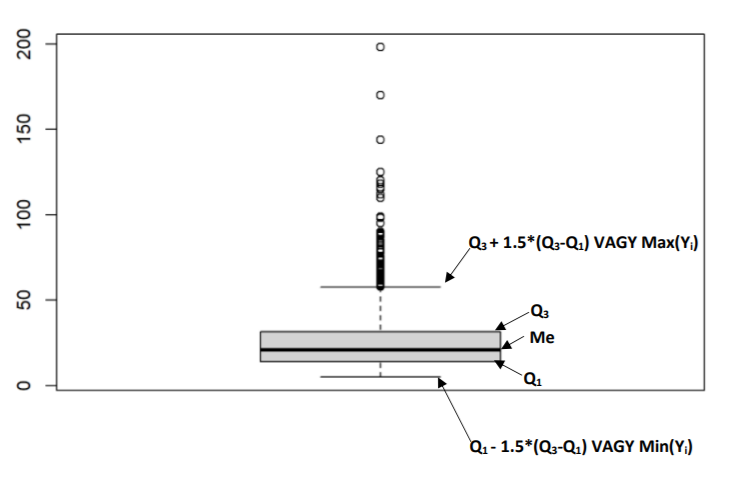 200
150
100
50
0
Q₃ + 1.5*(Q₃-Q₁) VAGY Max(Yᵢ)
Q₃
Me
Q₁
Q₁ - 1.5*(Q₃-Q₁) VAGY Min(Yᵢ)